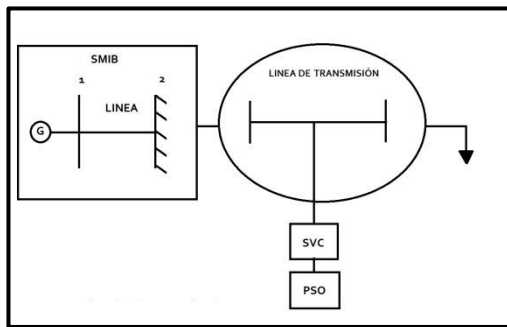 SMIB
1 2
LINEA
G
LINEA DE TRANSMISIÓN
SVC
PSO